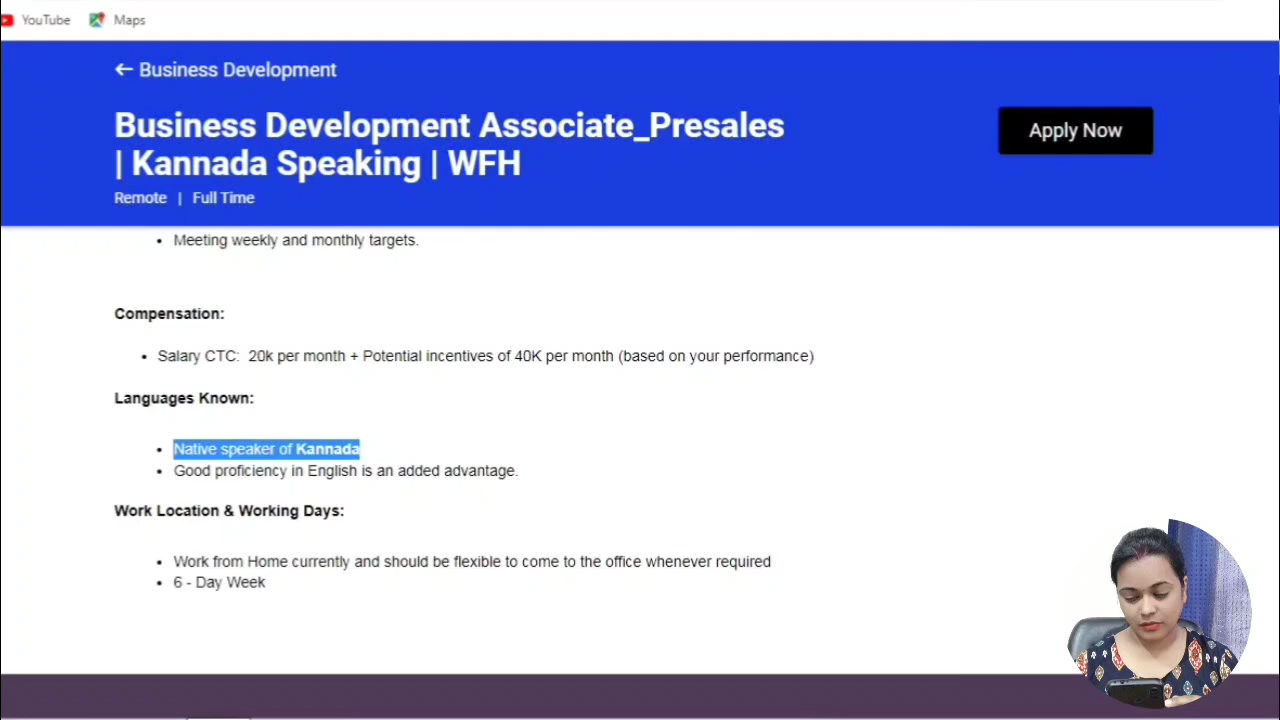 YouTube Maps
← Business Development
Business Development Associate_Presales
| Kannada Speaking | WFH
Apply Now
Remote | Full Time
• Meeting weekly and monthly targets.
Compensation:
• Salary CTC: 20k per month + Potential incentives of 40K per month (based on your performance)
Languages Known:
• Native speaker of Kannada
• Good proficiency in English is an added advantage.
Work Location & Working Days:
• Work from Home currently and should be flexible to come to the office whenever required
• 6 - Day Week